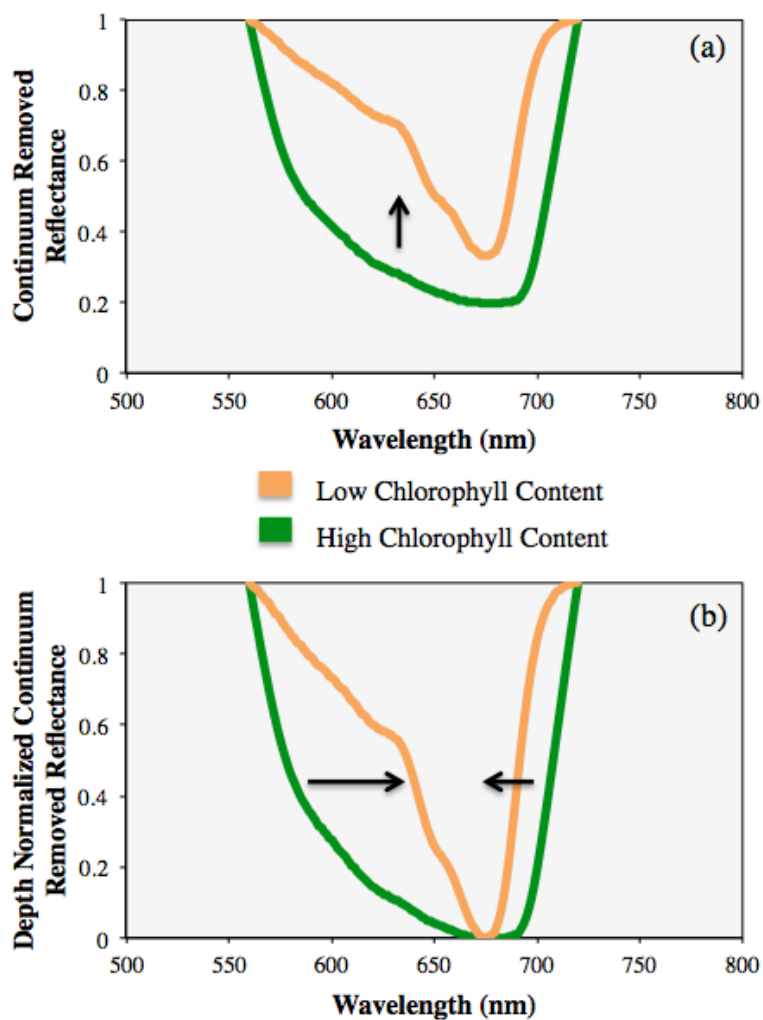 1
0.8
0.6
0.4
0.2
0
Continuum Removed
Reflectance
(a)
500 550 600 650 700 750 800
Wavelength (nm)
Low Chlorophyll Content
High Chlorophyll Content
1
0.8
0.6
0.4
0.2
0
Depth Normalized Continuum
Removed Reflectance
(b)
500 550 600 650 700 750 800
Wavelength (nm)